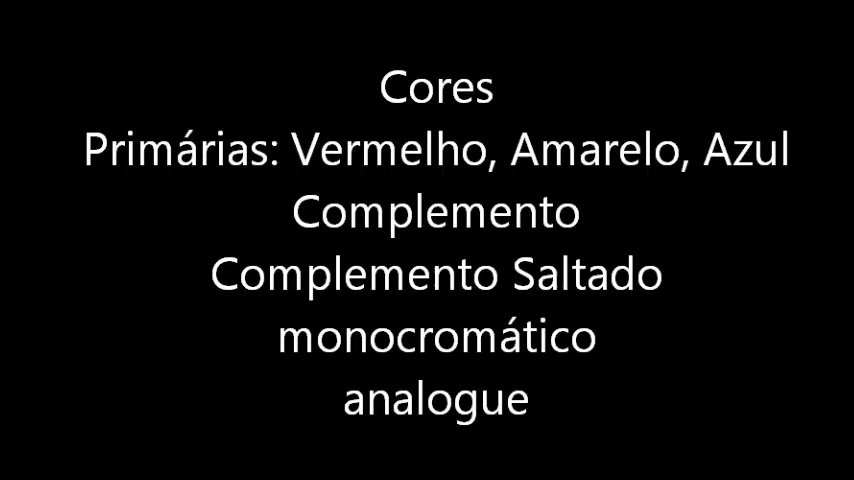 Cores
Primárias: Vermelho, Amarelo, Azul
Complemento
Complemento Saltado
monocromático
analogue